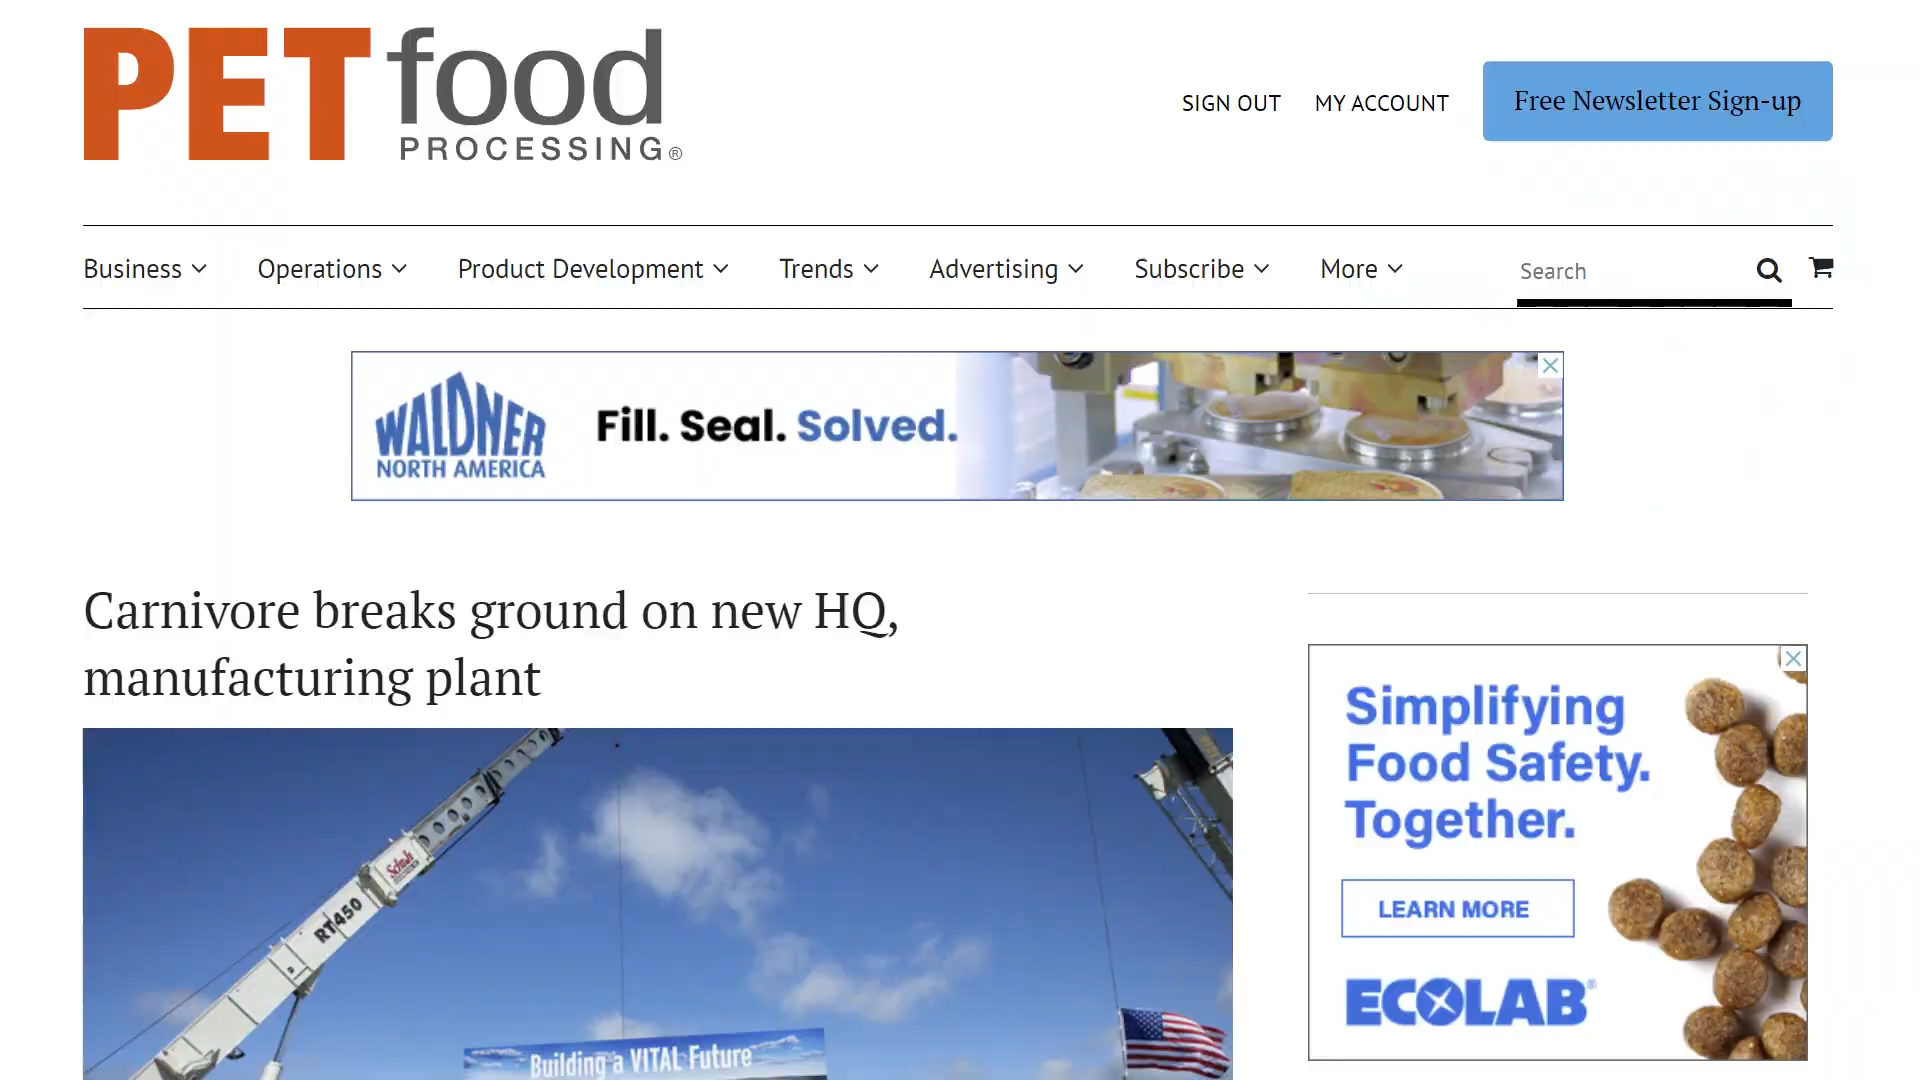 PET food
PROCESSING®
SIGN OUT MY ACCOUNT Free Newsletter Sign-up
Business Operations Product Development Trends Advertising Subscribe More Search
WALDNER
NORTH AMERICA
Fill. Seal. Solved.
Carnivore breaks ground on new HQ,
manufacturing plant
Schuh
RT450
Building a VITAL Future
Simplifying
Food Safety.
Together.
LEARN MORE
ECOLAB®